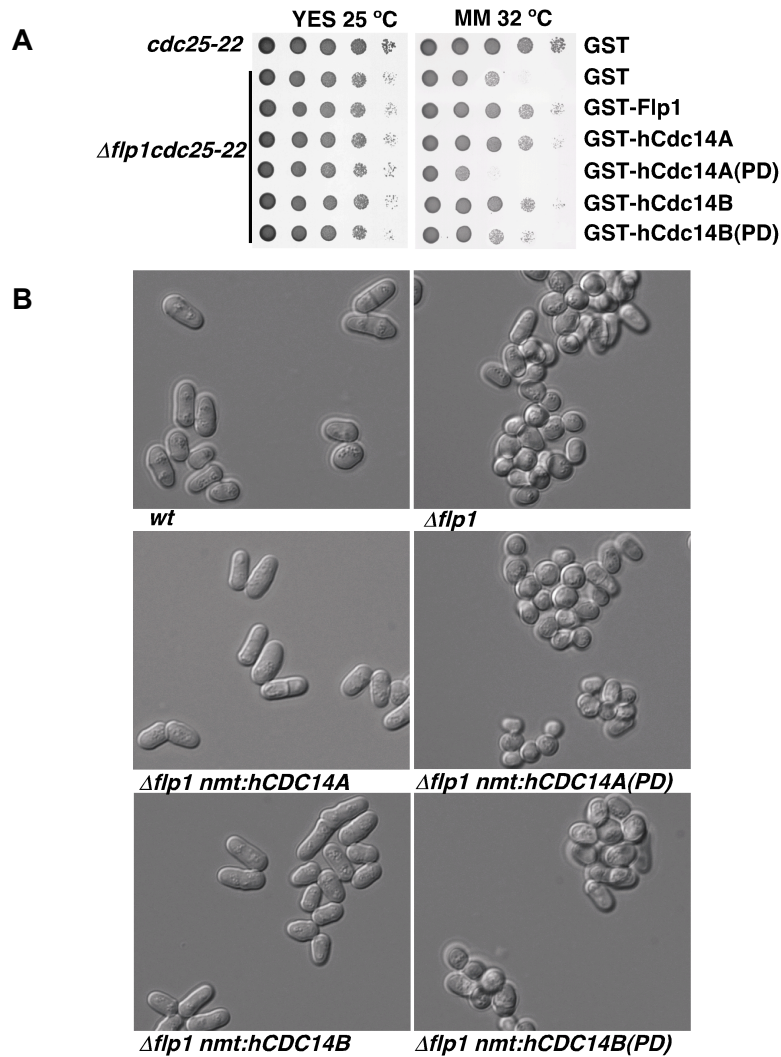 A
YES 25 ºC MM 32 ºC
cdc25-22 GST
GST
GST-Flp1
Δflp1cdc25-22 GST-hCdc14A
GST-hCdc14A(PD)
GST-hCdc14B
GST-hCdc14B(PD)
B
wt Δflp1
Δflp1 nmt:hCDC14A Δflp1 nmt:hCDC14A(PD)
Δflp1 nmt:hCDC14B Δflp1 nmt:hCDC14B(PD)